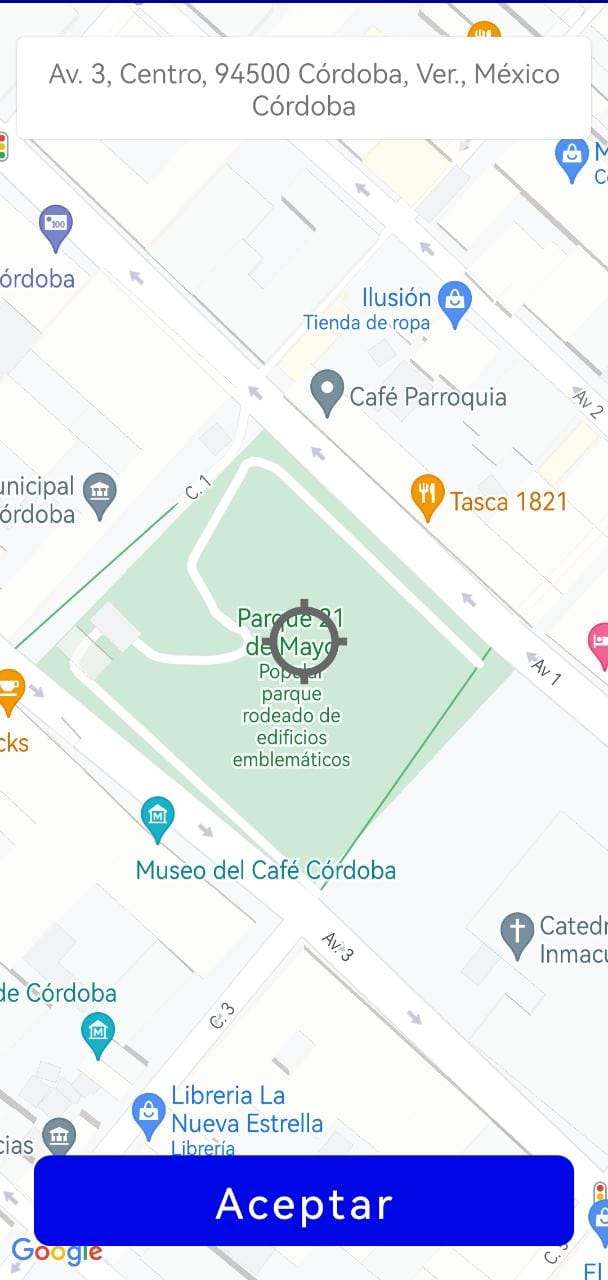 Av. 3, Centro, 94500 Córdoba, Ver., México
Córdoba
100
órdoba
Ilusión
Tienda de ropa
Av 2
Café Parroquia
unicipal
órdoba
C. 1
Tasca 1821
Parque 21
de Mayo
Popular
parque
rodeado de
edificios
emblemáticos
Av 1
cks
Museo del Café Córdoba
Catedr
Inmacu
Av. 3
de Córdoba
C. 3
Libreria La
Nueva Estrella
Librería
cias
Aceptar
Google
C.
El